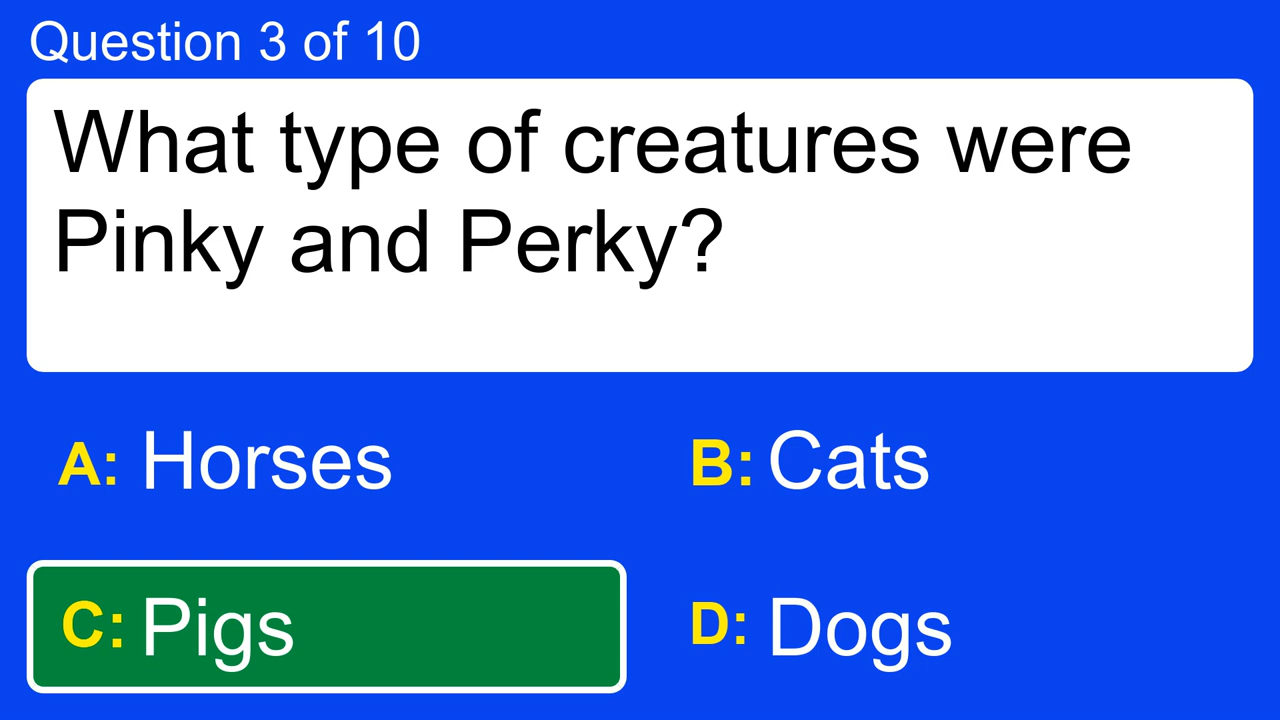 Question 3 of 10
What type of creatures were
Pinky and Perky?
A: Horses
B: Cats
C: Pigs
D: Dogs